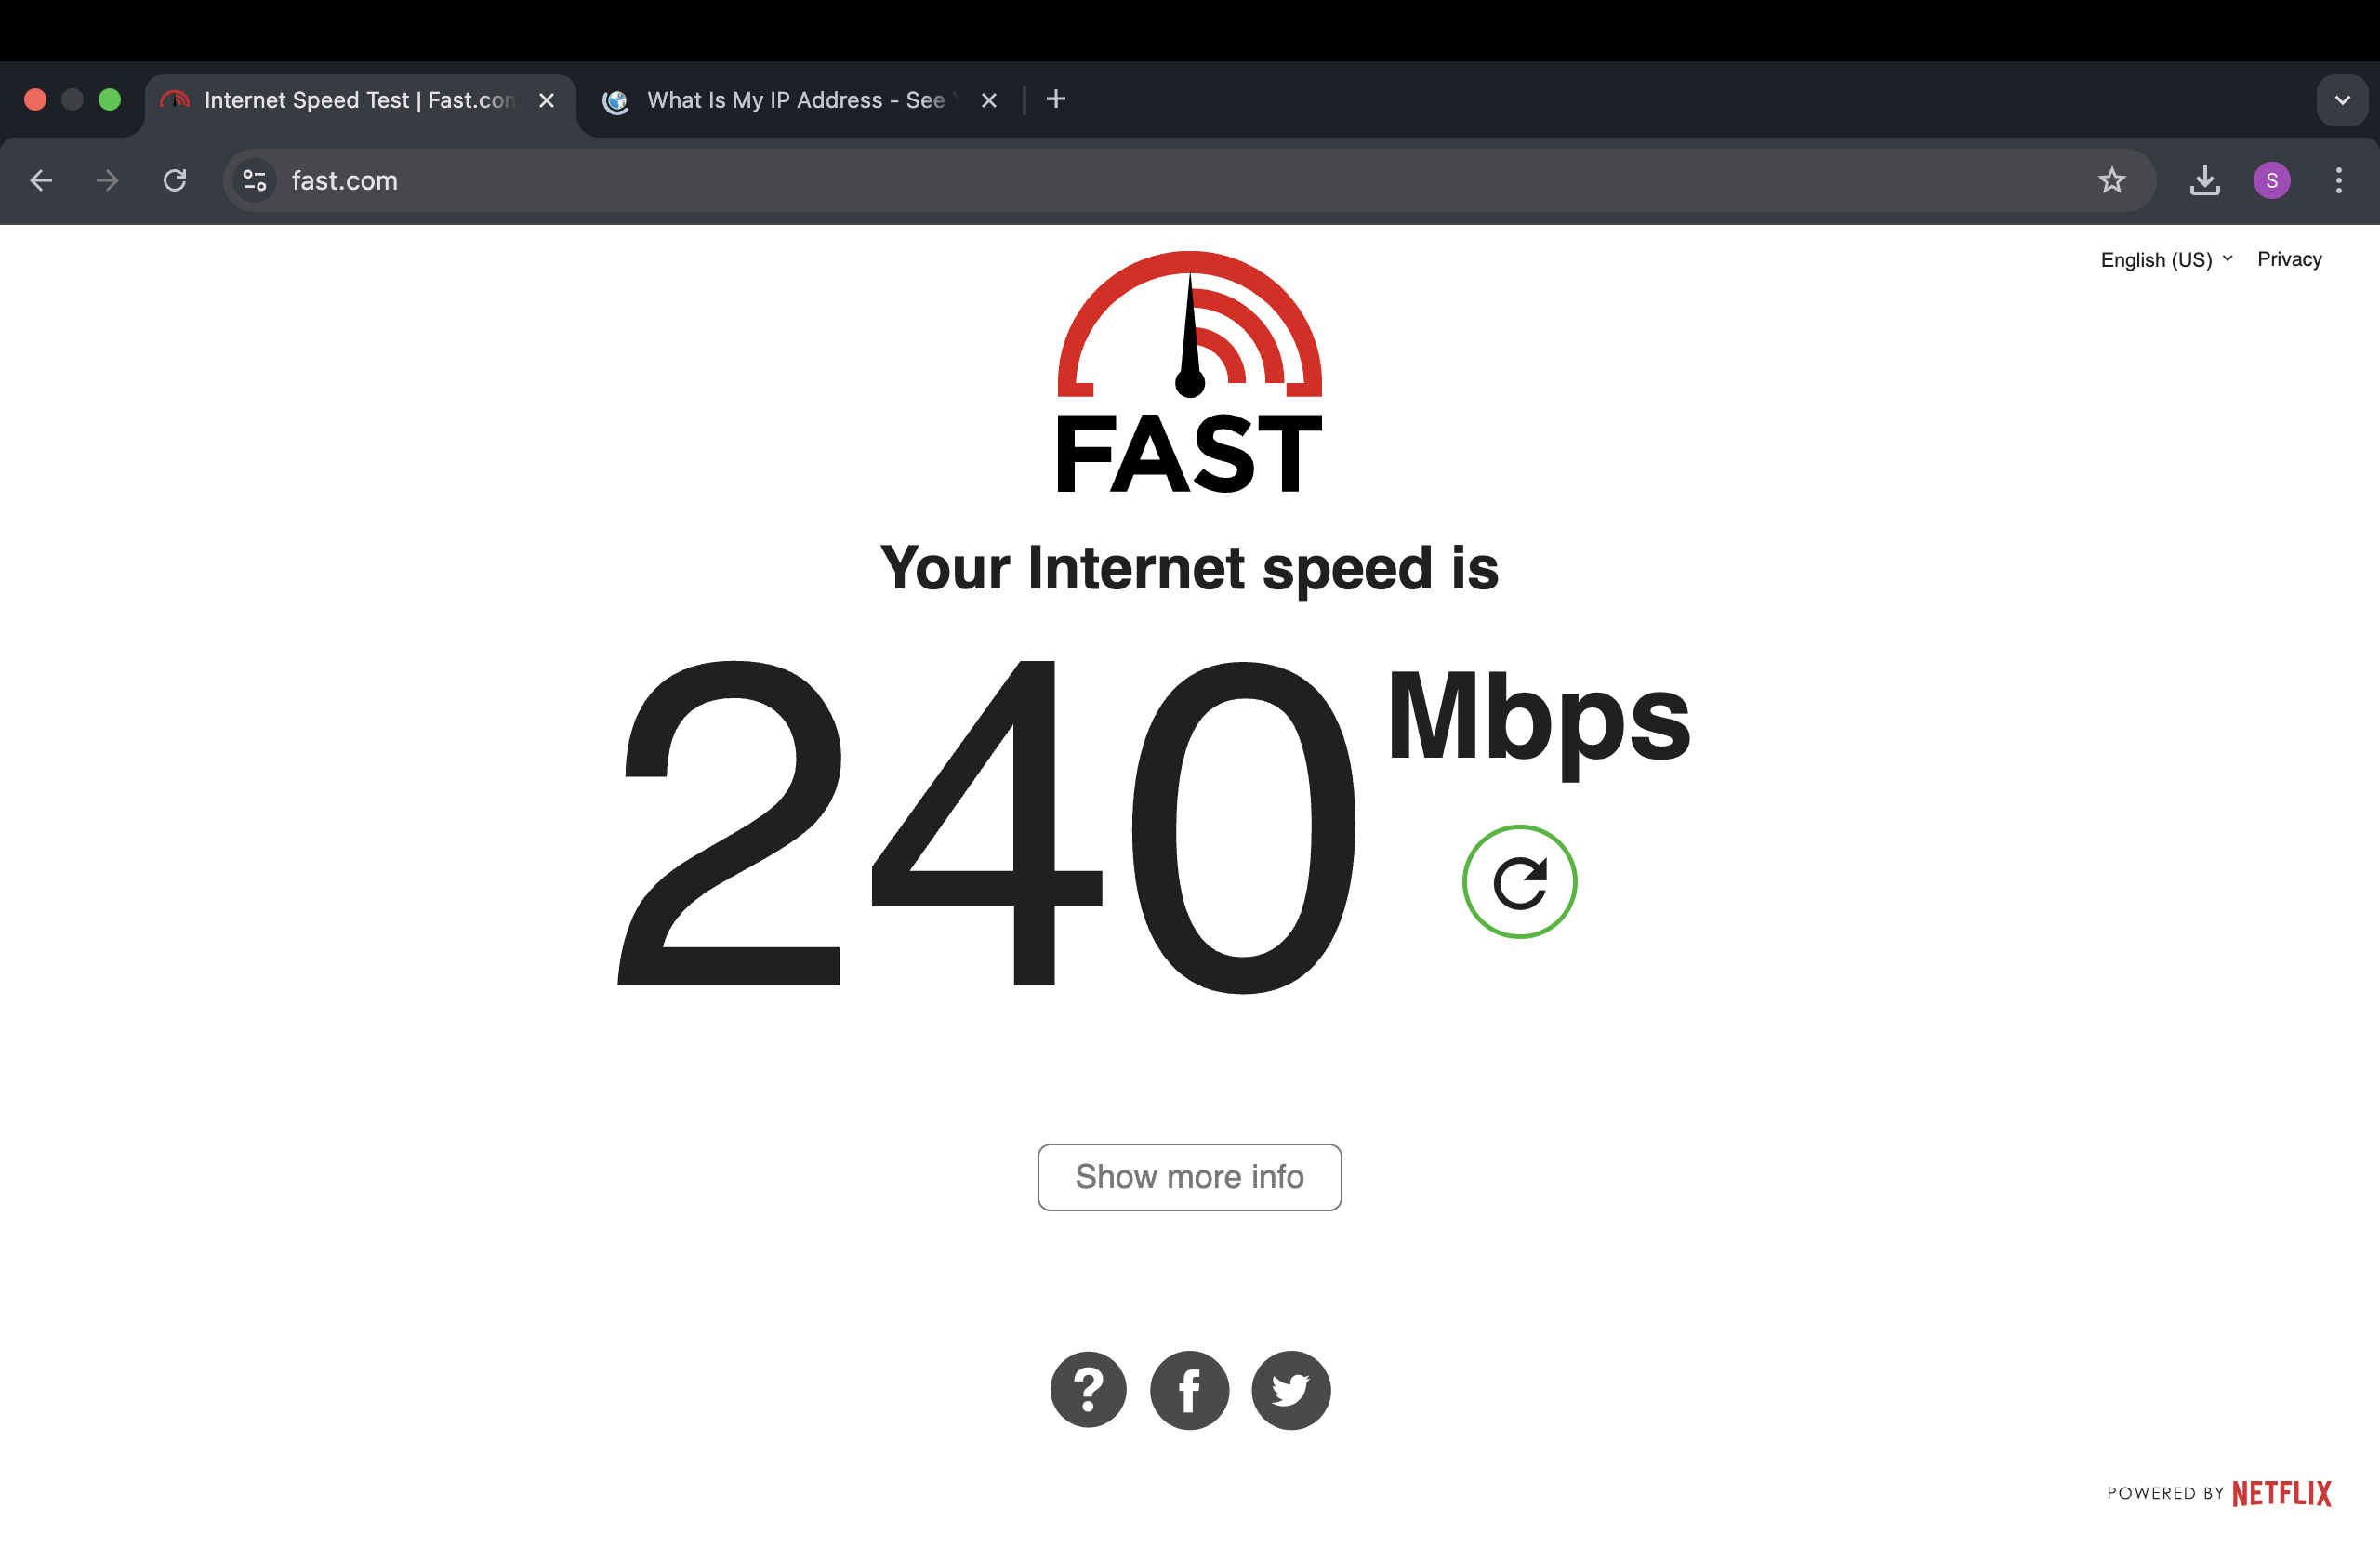 Internet Speed Test | Fast.com
What Is My IP Address - See
fast.com
S
English (US)
Privacy
FAST
Your Internet speed is
240 Mbps
Show more info
?
f
POWERED BY NETFLIX